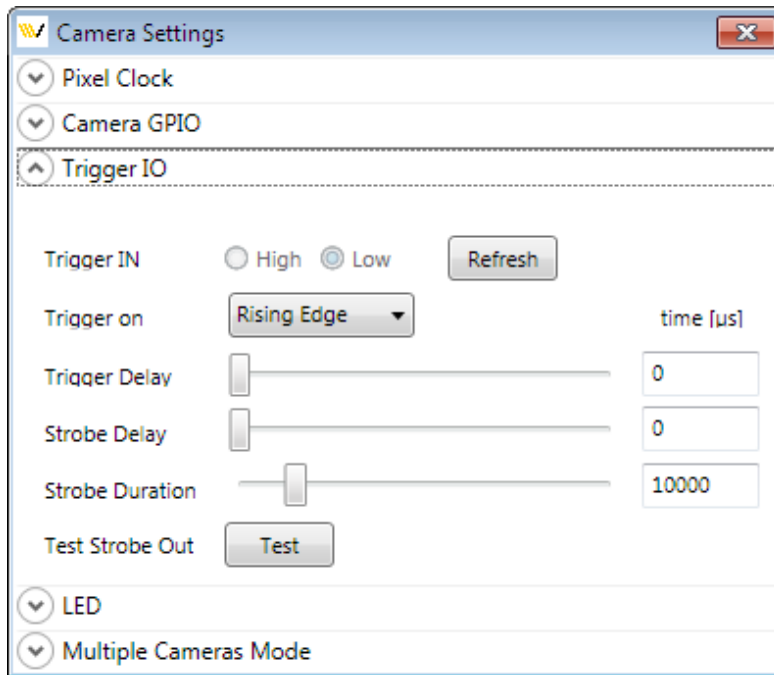 Camera Settings
Pixel Clock
Camera GPIO
Trigger IO
Trigger IN High Low Refresh
Trigger on Rising Edge time [µs]
Trigger Delay 0
Strobe Delay 0
Strobe Duration 10000
Test Strobe Out Test
LED
Multiple Cameras Mode